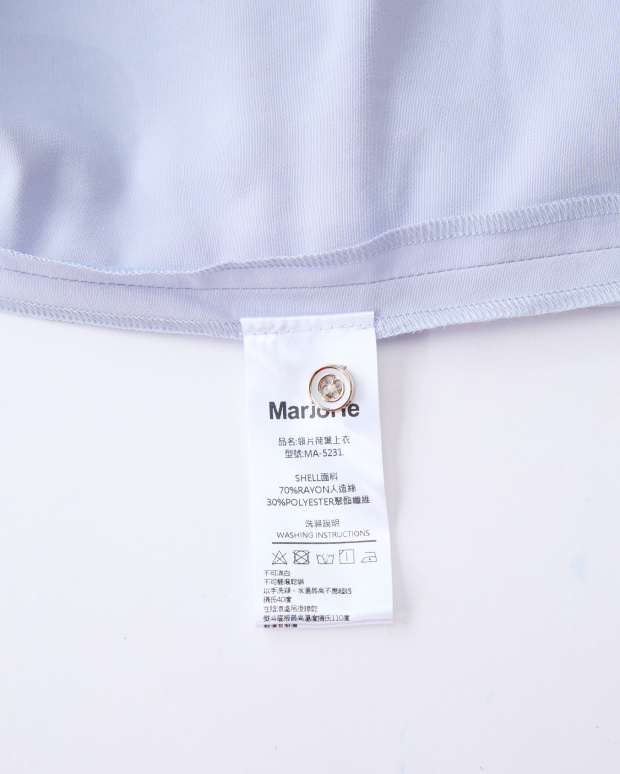 Marjorie
品名:領片荷葉上衣
型號:MA-5231.
SHELL面料
70%RAYON人造絲
30%POLYESTER聚酯纖維
洗滌說明
WASHING INSTRUCTIONS
不可漂白
不可翻滾乾燥
以手洗滌、水溫最高不易超過
攝氏40度
在陰涼處吊掛晾乾
熨斗底板最高溫度攝氏110度